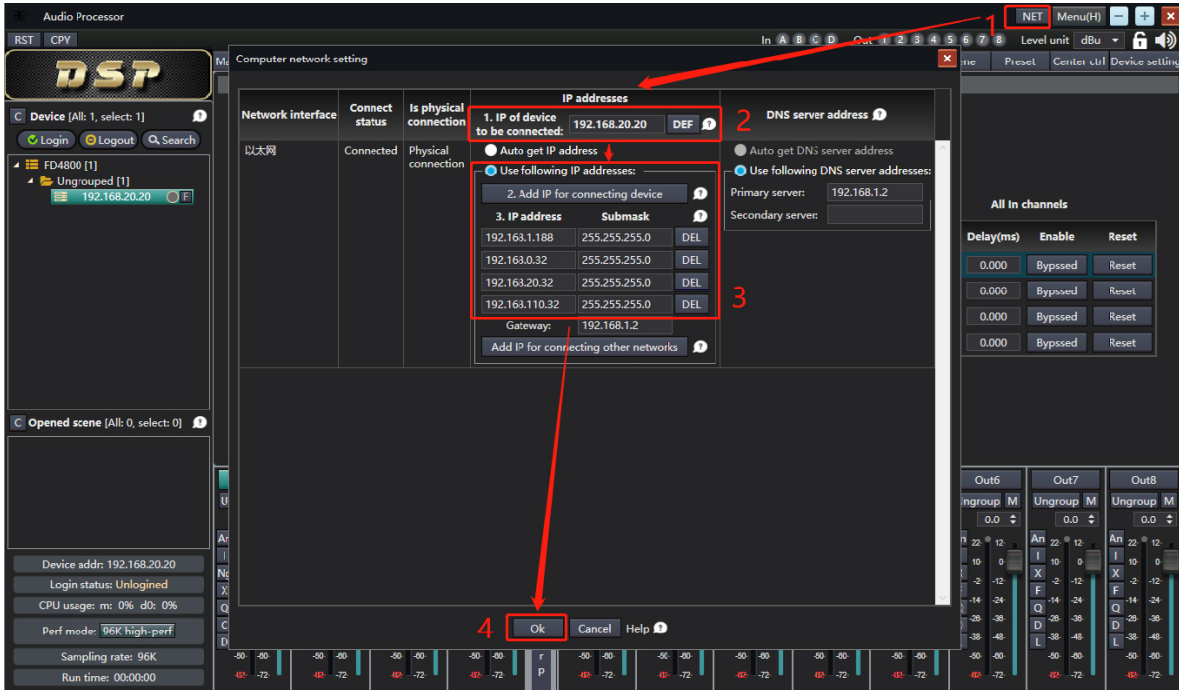 Audio Processor
NET Menu(H)
1
RST CPY
In A B C D Out 1 2 3 4 5 6 7 8 Level unit dBu
DSP
Computer network setting
Preset Center ctrl Device setting
C Device [All: 1, select: 1]
Login Logout Search
FD4800 [1]
Ungrouped [1]
192.168.20.20 F
Network interface
Connect status
Is physical connection
IP addresses
1. IP of device to be connected: 192.168.20.20 DEF
2
DNS server address
以太网
Connected
Physical connection
Auto get IP address
Use following IP addresses:
2. Add IP for connecting device
3. IP address Submask
192.163.1.188 255.255.255.0 DEL
192.163.0.32 255.255.255.0 DEL
192.163.20.32 255.255.255.0 DEL
192.163.110.32 255.255.255.0 DEL
3
Gateway: 192.168.1.2
Add IP for connecting other networks
Auto get DNS server address
Use following DNS server addresses:
Primary server: 192.168.1.2
Secondary server:
All In channels
Delay(ms) Enable Reset
0.000 Bypssed Reset
0.000 Bypssed Reset
0.000 Bypssed Reset
0.000 Bypssed Reset
C Opened scene [All: 0, select: 0]
Device addr: 192.168.20.20
Login status: Unlogined
CPU usage: m: 0% d0: 0%
Perf mode: 96K high-perf
Sampling rate: 96K
Run time: 00:00:00
4
Ok Cancel Help
Out6 Out7 Out8
Ungroup M Ungroup M
0.0 0.0 0.0